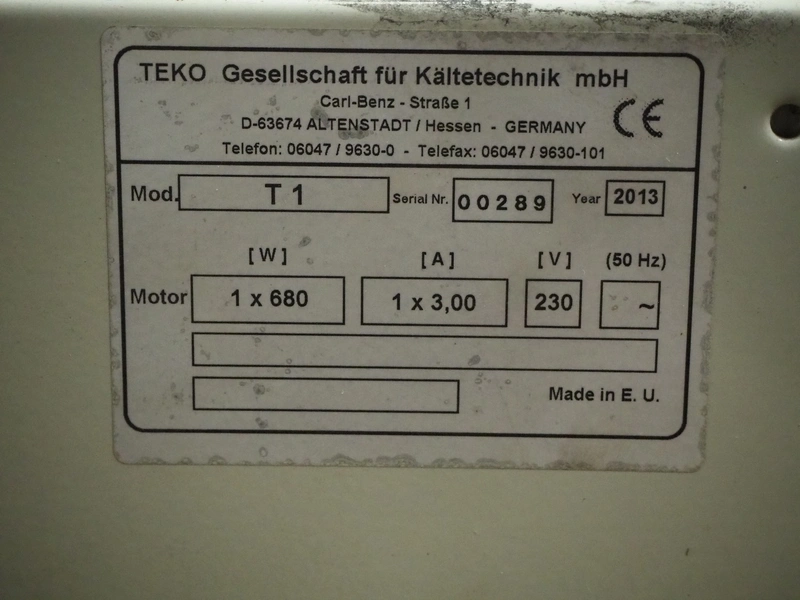 TEKO Gesellschaft für Kältetechnik mbH
Carl-Benz - Straße 1
D-63674 ALTENSTADT / Hessen - GERMANY
CE
Telefon: 06047 / 9630-0 - Telefax: 06047 / 9630-101
Mod. T 1 Serial Nr. 00289 Year 2013
[ W ] [ A ] [ V ] (50 Hz)
Motor 1 x 680 1 x 3,00 230 ~
Made in E. U.